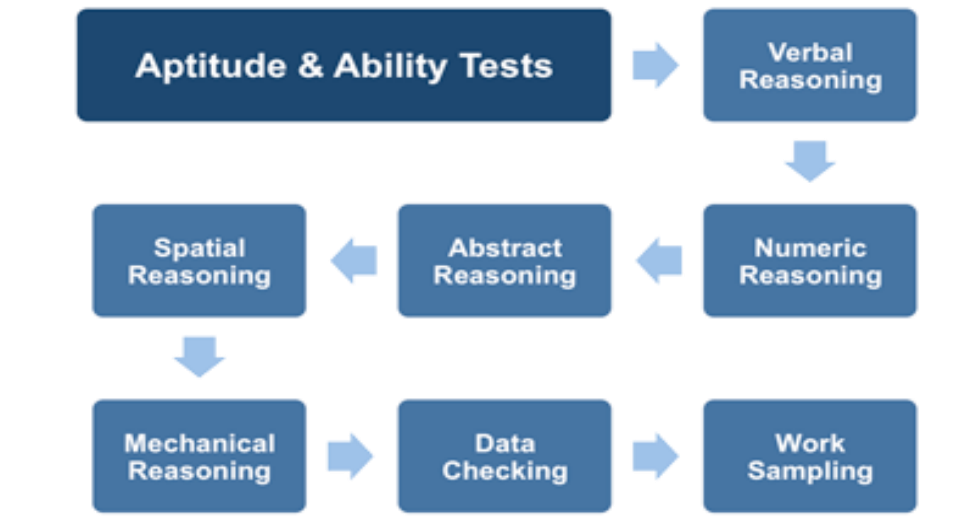 Aptitude & Ability Tests
Verbal
Reasoning
Numeric
Reasoning
Abstract
Reasoning
Spatial
Reasoning
Mechanical
Reasoning
Data
Checking
Work
Sampling